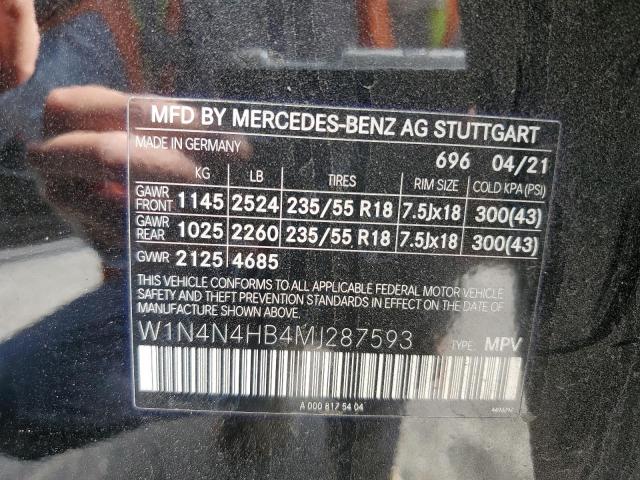 MFD BY MERCEDES-BENZ AG STUTTGART
MADE IN GERMANY
696 04/21
KG LB TIRES RIM SIZE COLD KPA(PSI)
GAWR FRONT 1145 2524 235/55 R18 7.5Jx18 300(43)
GAWR REAR 1025 2260 235/55 R18 7.5Jx18 300(43)
GVWR 2125 4685
THIS VEHICLE CONFORMS TO ALL APPLICABLE FEDERAL MOTOR VEHICLE
SAFETY AND THEFT PREVENTION STANDARDS IN EFFECT ON THE DATE OF
MANUFACTURE SHOWN ABOVE.
W1N4N4HB4MJ287593 TYPE: MPV
A 000 817 54 04